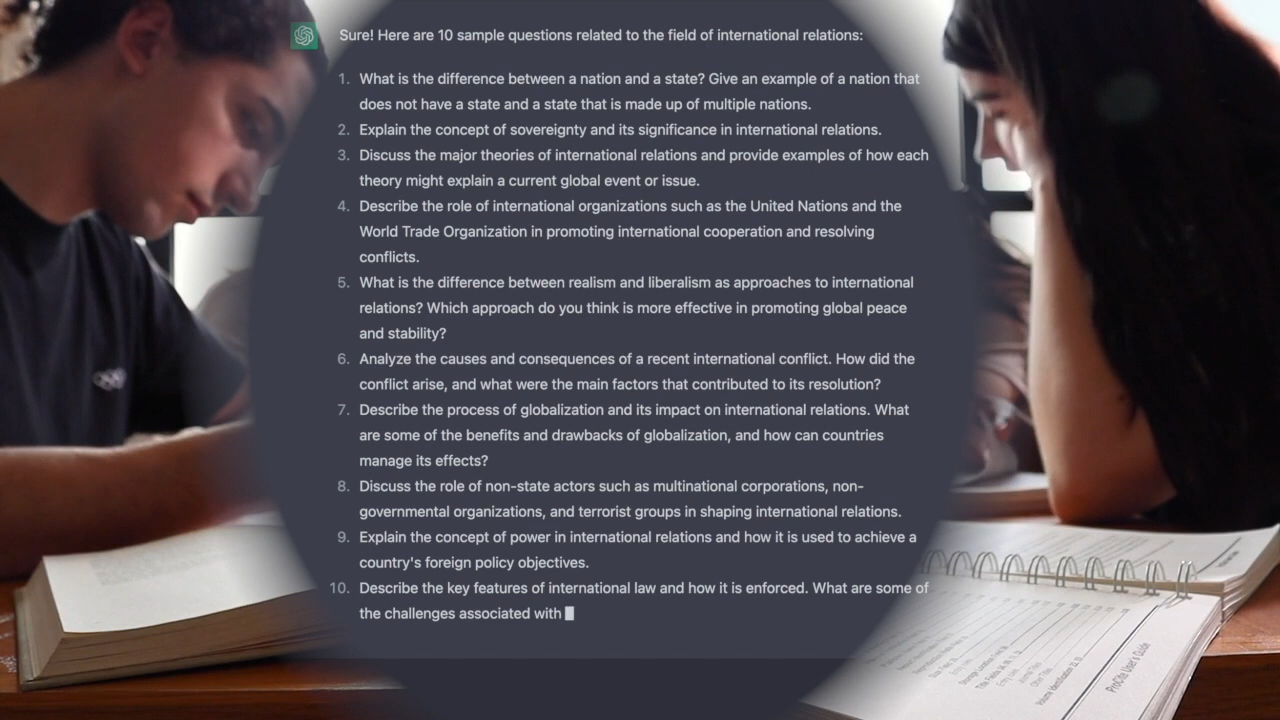 Sure! Here are 10 sample questions related to the field of international relations:
1. What is the difference between a nation and a state? Give an example of a nation that
does not have a state and a state that is made up of multiple nations.
2. Explain the concept of sovereignty and its significance in international relations.
3. Discuss the major theories of international relations and provide examples of how each
theory might explain a current global event or issue.
4. Describe the role of international organizations such as the United Nations and the
World Trade Organization in promoting international cooperation and resolving
conflicts.
5. What is the difference between realism and liberalism as approaches to international
relations? Which approach do you think is more effective in promoting global peace
and stability?
6. Analyze the causes and consequences of a recent international conflict. How did the
conflict arise, and what were the main factors that contributed to its resolution?
7. Describe the process of globalization and its impact on international relations. What
are some of the benefits and drawbacks of globalization, and how can countries
manage its effects?
8. Discuss the role of non-state actors such as multinational corporations, non-
governmental organizations, and terrorist groups in shaping international relations.
9. Explain the concept of power in international relations and how it is used to achieve a
country's foreign policy objectives.
10. Describe the key features of international law and how it is enforced. What are some of
the challenges associated with
ProCite User's Guide